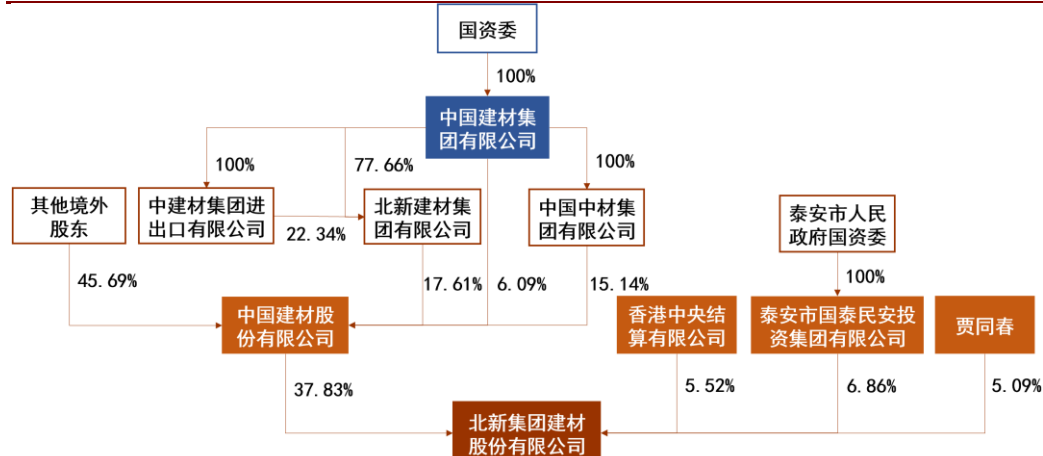 国资委
100%
中国建材集
团有限公司
100%
77.66%
100%
其他境外
股东
中建材集团进
出口有限公司
22.34%
北新建材集
团有限公司
中国中材集
团有限公司
泰安市人民
政府国资委
45.69%
17.61%
6.09%
15.14%
100%
中国建材股
份有限公司
香港中央结
算有限公司
泰安市国泰民安投
资集团有限公司
贾同春
37.83%
5.52%
6.86%
5.09%
北新集团建材
股份有限公司